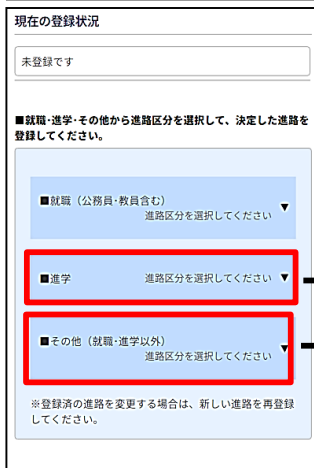 現在の登録状況
未登録です
■就職・進学・その他から進路区分を選択して、決定した進路を
登録してください。
■就職（公務員・教員含む）
進路区分を選択してください ▼
■進学 進路区分を選択してください ▼
■その他（就職・進学以外）
進路区分を選択してください ▼
※登録済の進路を変更する場合は、新しい進路を再登録
してください。